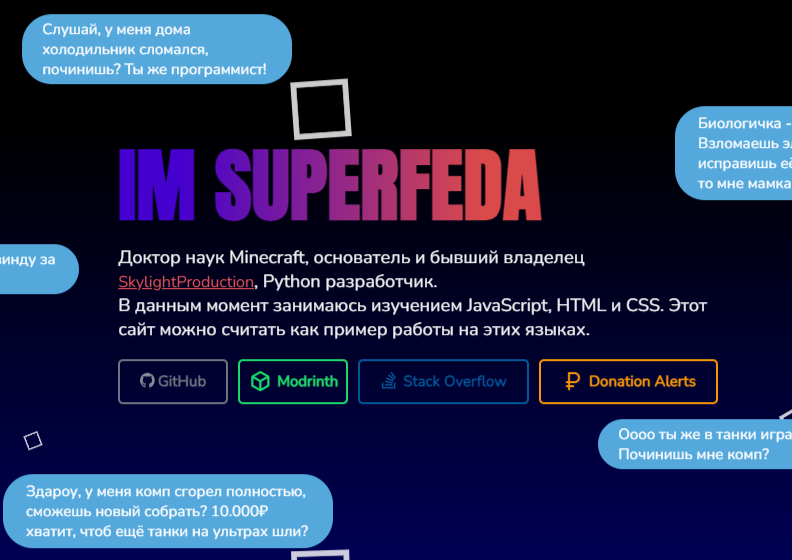 Слушай, у меня дома
холодильник сломался,
починишь? Ты же программист!
Биологичка -
Взломаешь
исправишь
то мне мамка
IM SUPERFEDA
Доктор наук Minecraft, основатель и бывший владелец
SkylightProduction, Python разработчик.
В данным момент занимаюсь изучением JavaScript, HTML и CSS. Этот
сайт можно считать как пример работы на этих языках.
винду за
GitHub
Modrinth
Stack Overflow
Donation Alerts
Оооо ты же в танки игра
Починишь мне комп?
Здароу, у меня комп сгорел полностью,
сможешь новый собрать? 10.000₽
хватит, чтоб ещё танки на ультрах шли?